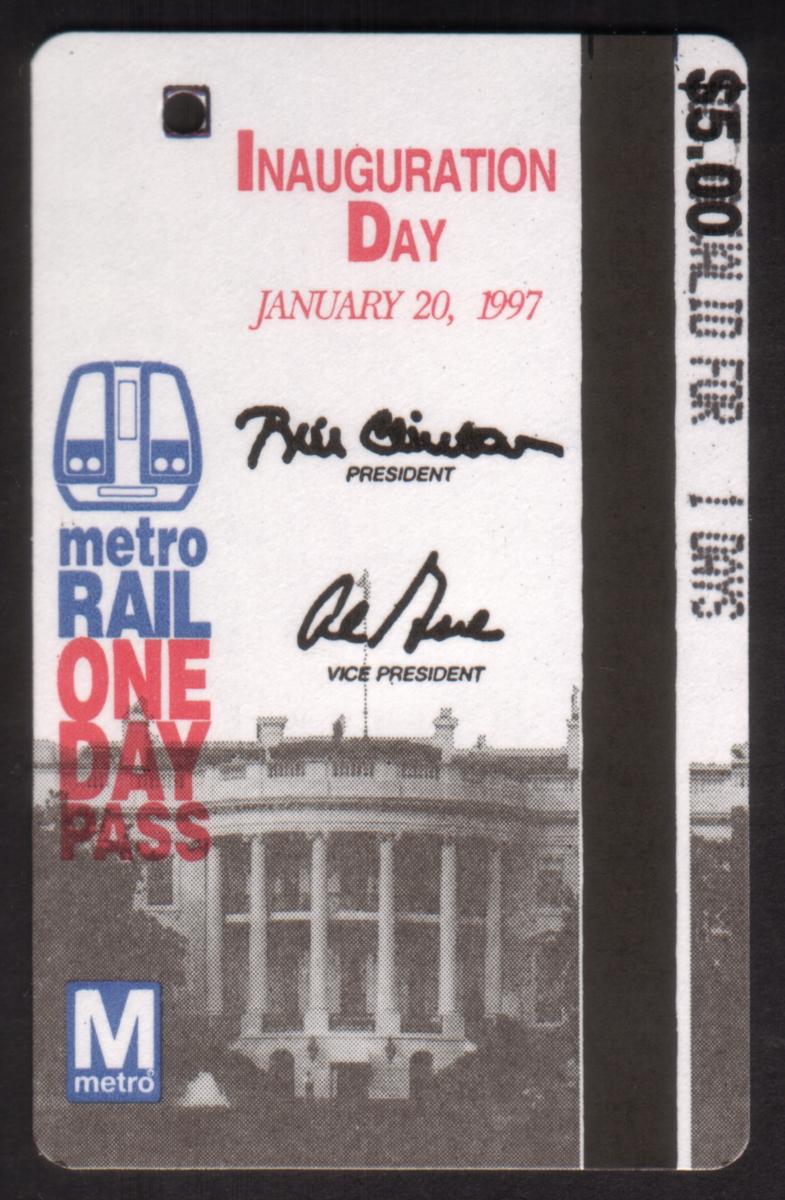 INAUGURATION
DAY
JANUARY 20, 1997
Bill Clinton
PRESIDENT
Al Gore
VICE PRESIDENT
metro
RAIL
ONE
DAY
PASS
M
metro
$5.00 VALID FOR 1 DAYS